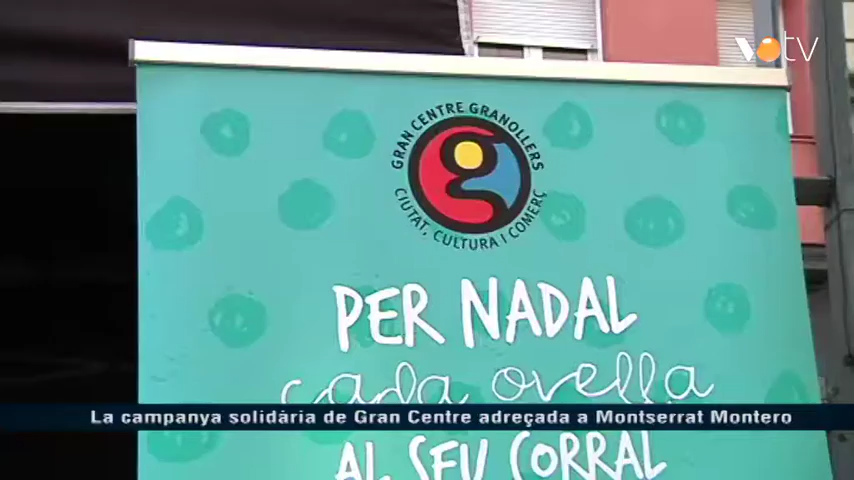 votv
GRAN CENTRE GRANOLLERS
CIUTAT, CULTURA I COMERÇ
PER NADAL
cada ovella
La campanya solidària de Gran Centre adreçada a Montserrat Montero
AL SEU CORRAL